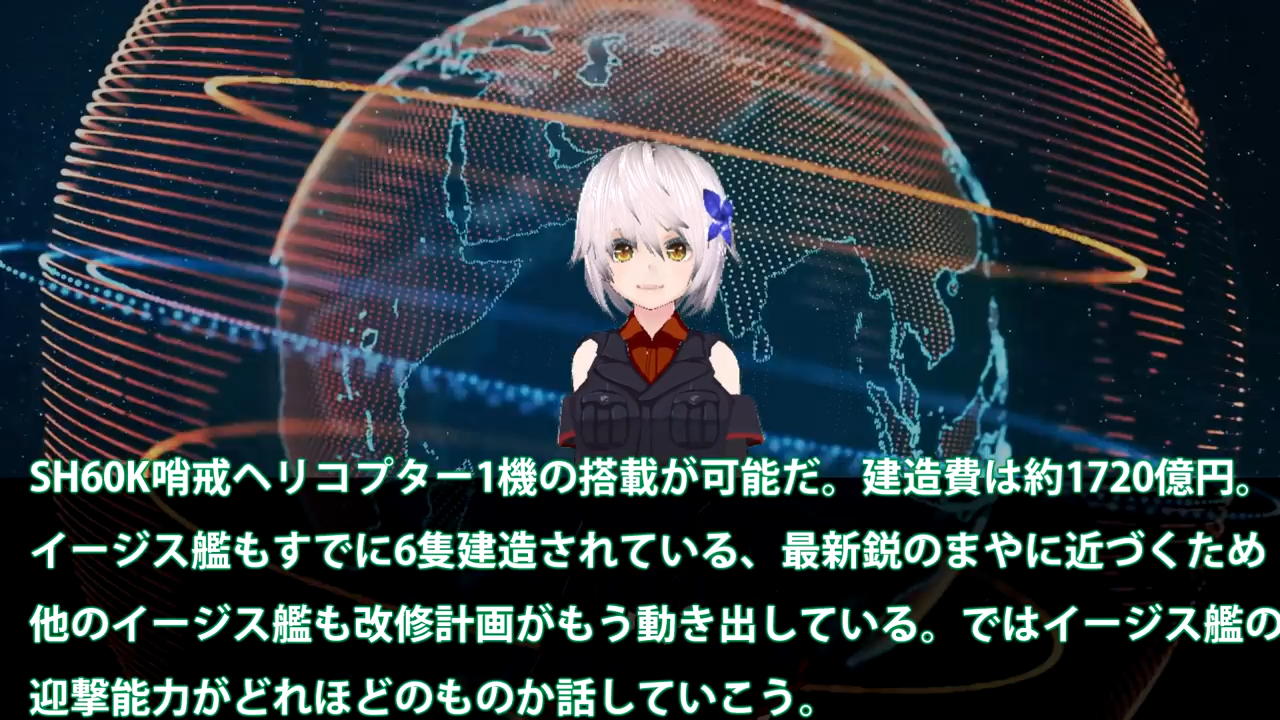 SH60K哨戒ヘリコプター1機の搭載が可能だ。建造費は約1720億円。
イージス艦もすでに6隻建造されている、最新鋭のまやに近づくため
他のイージス艦も改修計画がもう動き出している。ではイージス艦の
迎撃能力がどれほどのものか話していこう。